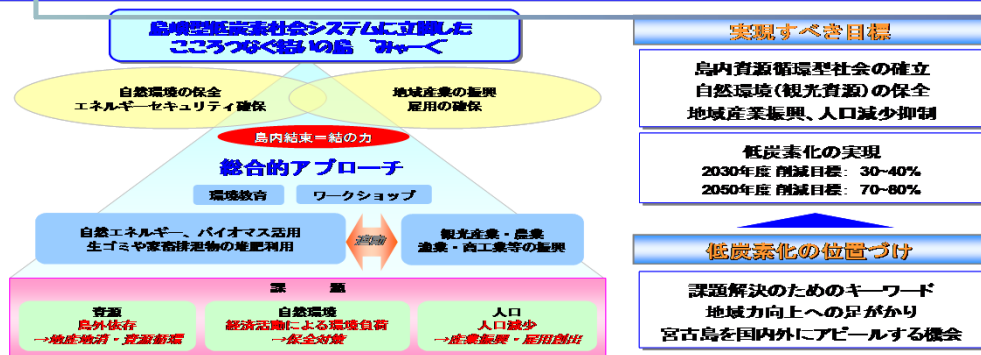 島嶼型低炭素社会システムに立脚した
こころつなぐ結いの島 みゃーく
自然環境の保全
エネルギーセキュリティ確保
地域産業の振興
雇用の確保
島内結束＝結の力
総合的アプローチ
環境教育
ワークショップ
自然エネルギー、バイオマス活用
生ゴミや家畜排泄物の堆肥利用
連携
観光産業・農業
漁業・商工業等の振興
課 題
資源
島外依存
→地産地消・資源循環
自然環境
経済活動による環境負荷
→保全対策
人口
人口減少
→産業振興・雇用創出
実現すべき目標
島内資源循環型社会の確立
自然環境(観光資源)の保全
地域産業振興、人口減少抑制
低炭素化の実現
2030年度 削減目標： 30~40%
2050年度 削減目標： 70~80%
低炭素化の位置づけ
課題解決のためのキーワード
地域力向上への足がかり
宮古島を国内外にアピールする機会